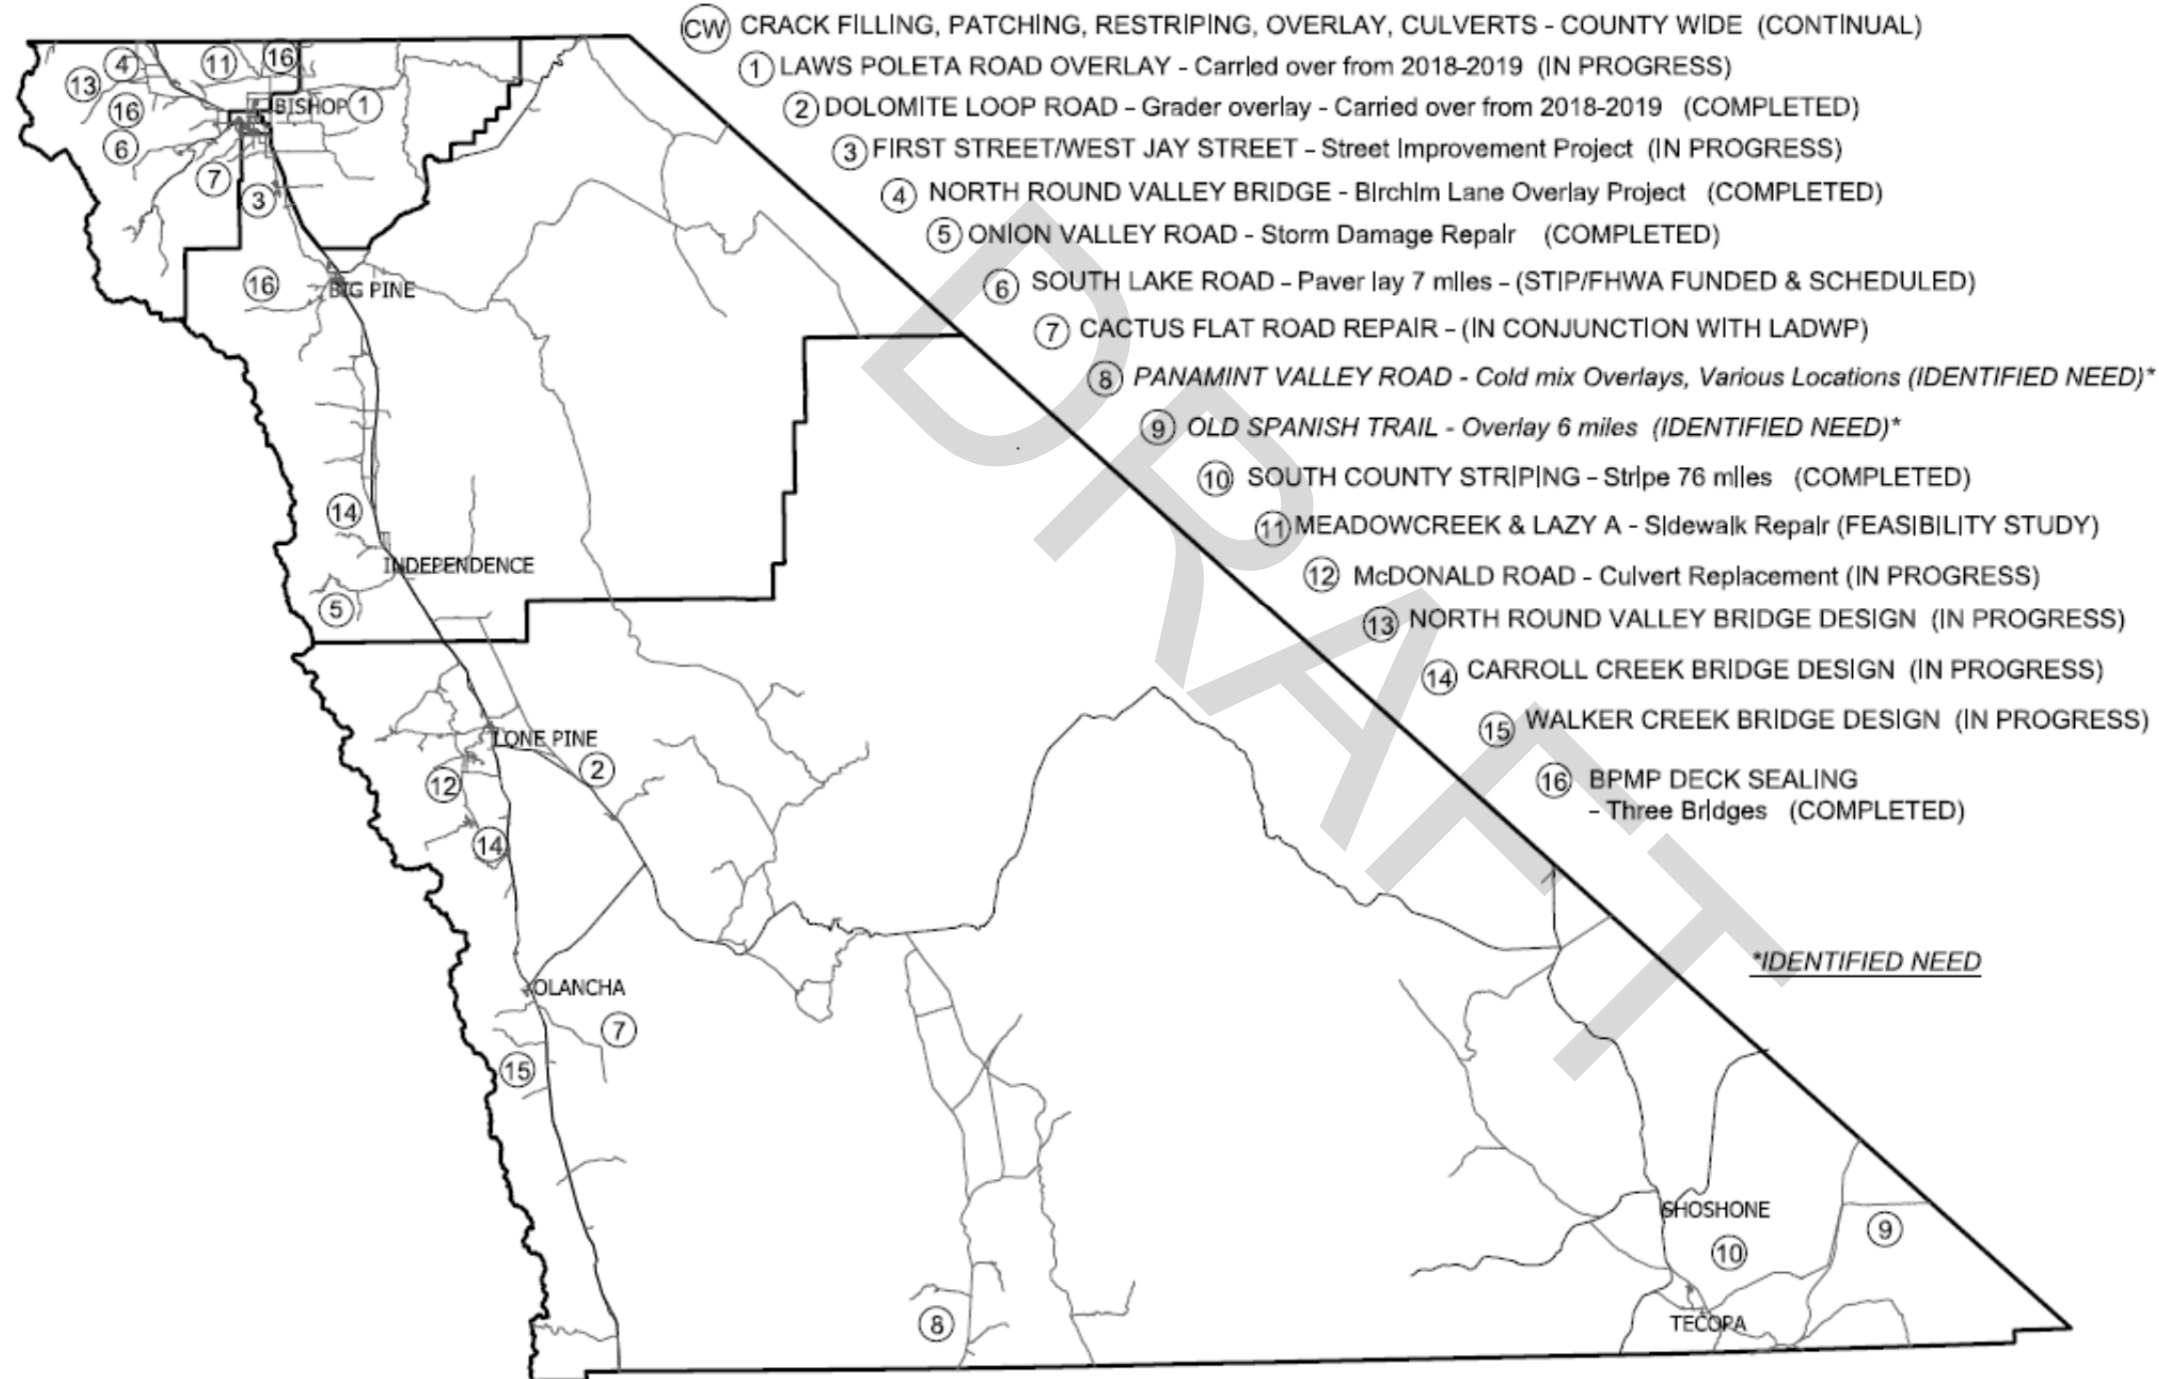 CW CRACK FILLING, PATCHING, RESTRIPING, OVERLAY, CULVERTS - COUNTY WIDE (CONTINUAL)
1 LAWS POLETA ROAD OVERLAY - Carried over from 2018-2019 (IN PROGRESS)
2 DOLOMITE LOOP ROAD - Grader overlay - Carried over from 2018-2019 (COMPLETED)
3 FIRST STREET/WEST JAY STREET - Street Improvement Project (IN PROGRESS)
4 NORTH ROUND VALLEY BRIDGE - Birchim Lane Overlay Project (COMPLETED)
5 ONION VALLEY ROAD - Storm Damage Repair (COMPLETED)
6 SOUTH LAKE ROAD - Paver lay 7 miles - (STIP/FHWA FUNDED & SCHEDULED)
7 CACTUS FLAT ROAD REPAIR - (IN CONJUNCTION WITH LADWP)
8 PANAMINT VALLEY ROAD - Cold mix Overlays, Various Locations (IDENTIFIED NEED)*
9 OLD SPANISH TRAIL - Overlay 6 miles (IDENTIFIED NEED)*
10 SOUTH COUNTY STRIPING - Stripe 76 miles (COMPLETED)
11 MEADOWCREEK & LAZY A - Sidewalk Repair (FEASIBILITY STUDY)
12 McDONALD ROAD - Culvert Replacement (IN PROGRESS)
13 NORTH ROUND VALLEY BRIDGE DESIGN (IN PROGRESS)
14 CARROLL CREEK BRIDGE DESIGN (IN PROGRESS)
15 WALKER CREEK BRIDGE DESIGN (IN PROGRESS)
16 BPMP DECK SEALING
- Three Bridges (COMPLETED)
*IDENTIFIED NEED
DRAFT
4
11
16
13
16
BISHOP 1
6
7
3
16
BIG PINE
14
INDEPENDENCE
5
LONE PINE
2
12
14
OLANCHA
7
15
8
SHOSHONE
9
10
TECOPA